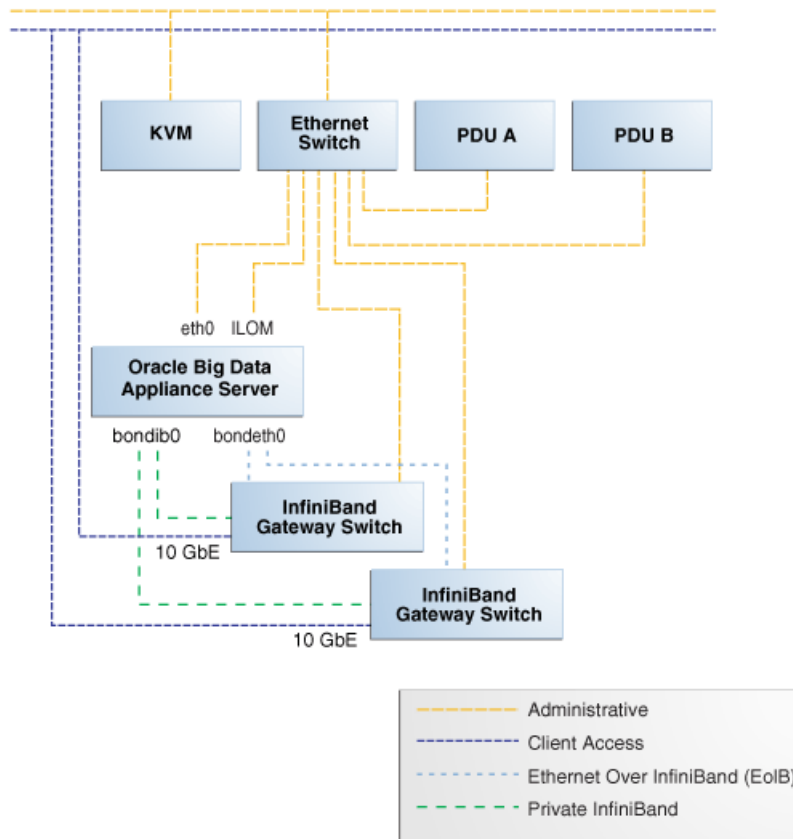 KVM
Ethernet
Switch
PDU A
PDU B
eth0
ILOM
Oracle Big Data
Appliance Server
bondib0
bondeth0
InfiniBand
Gateway Switch
10 GbE
InfiniBand
Gateway Switch
10 GbE
Administrative
Client Access
Ethernet Over InfiniBand (EoIB)
Private InfiniBand